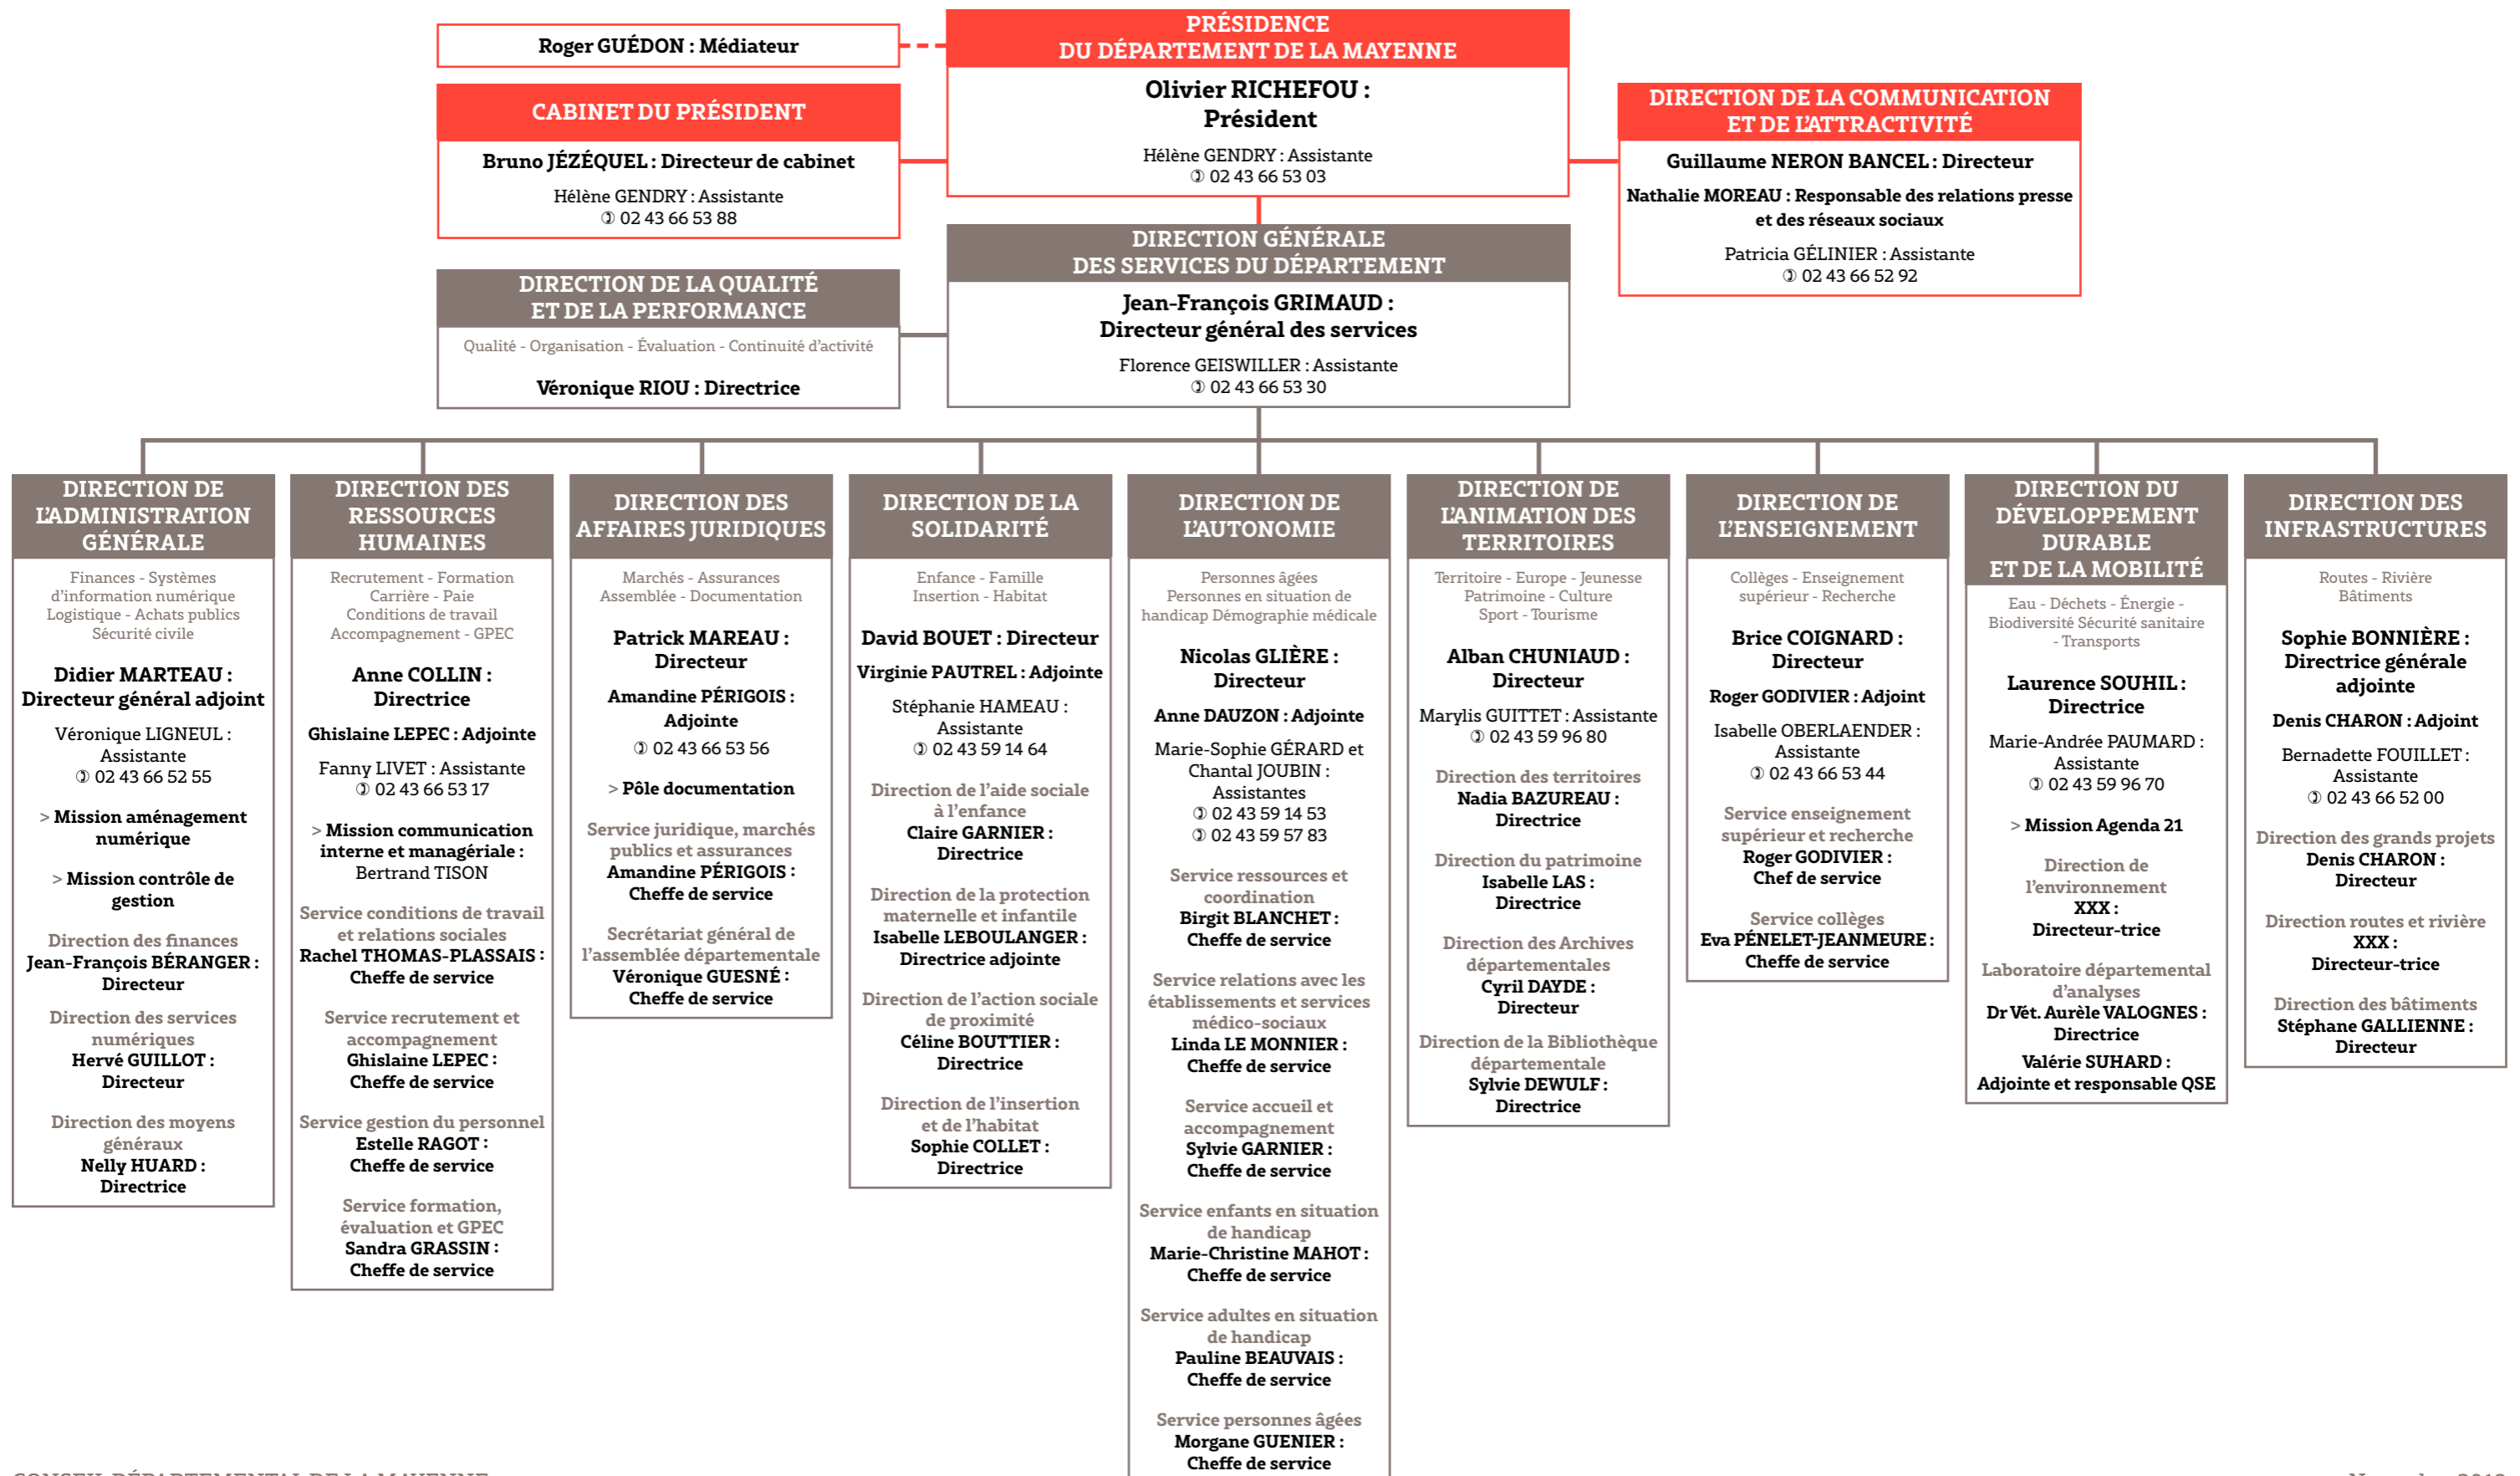 Roger GUÉDON : Médiateur
PRÉSIDENCE
DU DÉPARTEMENT DE LA MAYENNE
Olivier RICHEFOU :
Président
Hélène GENDRY : Assistante
✆ 02 43 66 53 03
CABINET DU PRÉSIDENT
Bruno JÉZÉQUEL : Directeur de cabinet
Hélène GENDRY : Assistante
✆ 02 43 66 53 88
DIRECTION DE LA COMMUNICATION
ET DE L'ATTRACTIVITÉ
Guillaume NERON BANCEL : Directeur
Nathalie MOREAU : Responsable des relations presse
et des réseaux sociaux
Patricia GÉLINIER : Assistante
✆ 02 43 66 52 92
DIRECTION GÉNÉRALE
DES SERVICES DU DÉPARTEMENT
Jean-François GRIMAUD :
Directeur général des services
Florence GEISWILLER : Assistante
✆ 02 43 66 53 30
DIRECTION DE LA QUALITÉ
ET DE LA PERFORMANCE
Qualité - Organisation - Évaluation - Continuité d'activité
Véronique RIOU : Directrice
DIRECTION DE
L'ADMINISTRATION
GÉNÉRALE
Finances - Systèmes
d'information numérique
Logistique - Achats publics
Sécurité civile
Didier MARTEAU :
Directeur général adjoint
Véronique LIGNEUL :
Assistante
✆ 02 43 66 52 55
> Mission aménagement
numérique
> Mission contrôle de
gestion
Direction des finances
Jean-François BÉRANGER :
Directeur
Direction des services
numériques
Hervé GUILLOT :
Directeur
Direction des moyens
généraux
Nelly HUARD :
Directrice
DIRECTION DES
RESSOURCES
HUMAINES
Recrutement - Formation
Carrière - Paie
Conditions de travail
Accompagnement - GPEC
Anne COLLIN :
Directrice
Ghislaine LEPEC : Adjointe
Fanny LIVET : Assistante
✆ 02 43 66 53 17
> Mission communication
interne et managériale :
Bertrand TISON
Service conditions de travail
et relations sociales
Rachel THOMAS-PLASSAIS :
Cheffe de service
Service recrutement et
accompagnement
Ghislaine LEPEC :
Cheffe de service
Service gestion du personnel
Estelle RAGOT :
Cheffe de service
Service formation,
évaluation et GPEC
Sandra GRASSIN :
Cheffe de service
DIRECTION DES
AFFAIRES JURIDIQUES
Marchés - Assurances
Assemblée - Documentation
Patrick MAREAU :
Directeur
Amandine PÉRIGOIS :
Adjointe
✆ 02 43 66 53 56
> Pôle documentation
Service juridique, marchés
publics et assurances
Amandine PÉRIGOIS :
Cheffe de service
Secrétariat général de
l'assemblée départementale
Véronique GUESNÉ :
Cheffe de service
DIRECTION DE LA
SOLIDARITÉ
Enfance - Famille
Insertion - Habitat
David BOUET : Directeur
Virginie PAUTREL : Adjointe
Stéphanie HAMEAU :
Assistante
✆ 02 43 59 14 64
Direction de l'aide sociale
à l'enfance
Claire GARNIER :
Directrice
Direction de la protection
maternelle et infantile
Isabelle LEBOULANGER :
Directrice adjointe
Direction de l'action sociale
de proximité
Céline BOUTTIER :
Directrice
Direction de l'insertion
et de l'habitat
Sophie COLLET :
Directrice
DIRECTION DE
L'AUTONOMIE
Personnes âgées
Personnes en situation de
handicap Démographie médicale
Nicolas GLIÈRE :
Directeur
Anne DAUZON : Adjointe
Marie-Sophie GÉRARD et
Chantal JOUBIN :
Assistantes
✆ 02 43 59 14 53
✆ 02 43 59 57 83
Service ressources et
coordination
Birgit BLANCHET :
Cheffe de service
Service relations avec les
établissements et services
médico-sociaux
Linda LE MONNIER :
Cheffe de service
Service accueil et
accompagnement
Sylvie GARNIER :
Cheffe de service
Service enfants en situation
de handicap
Marie-Christine MAHOT :
Cheffe de service
Service adultes en situation
de handicap
Pauline BEAUVAIS :
Cheffe de service
Service personnes âgées
Morgane GUENIER :
Cheffe de service
DIRECTION DE
L'ANIMATION DES
TERRITOIRES
Territoire - Europe - Jeunesse
Patrimoine - Culture
Sport - Tourisme
Alban CHUNIAUD :
Directeur
Marylis GUITTET : Assistante
✆ 02 43 59 96 80
Direction des territoires
Nadia BAZUREAU :
Directrice
Direction du patrimoine
Isabelle LAS :
Directrice
Direction des Archives
départementales
Cyril DAYDE :
Directeur
Direction de la Bibliothèque
départementale
Sylvie DEWULF :
Directrice
DIRECTION DE
L'ENSEIGNEMENT
Collèges - Enseignement
supérieur - Recherche
Brice COIGNARD :
Directeur
Roger GODIVIER : Adjoint
Isabelle OBERLAENDER :
Assistante
✆ 02 43 66 53 44
Service enseignement
supérieur et recherche
Roger GODIVIER :
Chef de service
Service collèges
Eva PÉNELET-JEANMEURE :
Cheffe de service
DIRECTION DU
DÉVELOPPEMENT
DURABLE
ET DE LA MOBILITÉ
Eau - Déchets - Énergie -
Biodiversité Sécurité sanitaire
- Transports
Laurence SOUHIL :
Directrice
Marie-Andrée PAUMARD :
Assistante
✆ 02 43 59 96 70
> Mission Agenda 21
Direction de
l'environnement
XXX :
Directeur-trice
Laboratoire départemental
d'analyses
Dr Vét. Aurèle VALOGNES :
Directrice
Valérie SUHARD :
Adjointe et responsable QSE
DIRECTION DES
INFRASTRUCTURES
Routes - Rivière
Bâtiments
Sophie BONNIÈRE :
Directrice générale
adjointe
Denis CHARON : Adjoint
Bernadette FOUILLET :
Assistante
✆ 02 43 66 52 00
Direction des grands projets
Denis CHARON :
Directeur
Direction routes et rivière
XXX :
Directeur-trice
Direction des bâtiments
Stéphane GALLIENNE :
Directeur
CONSEIL DÉPARTEMENTAL DE LA MAYENNE